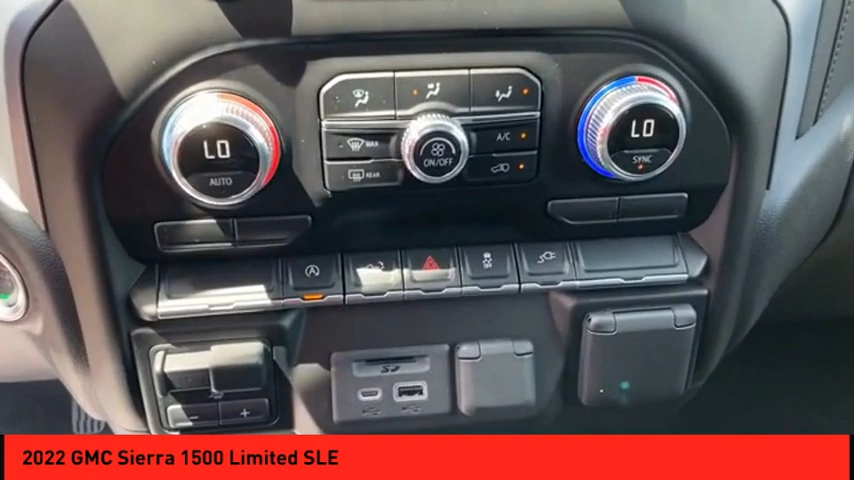 LO
AUTO
MAX
REAR
ON/OFF
A/C
LO
SYNC
A
SD
- +
2022 GMC Sierra 1500 Limited SLE